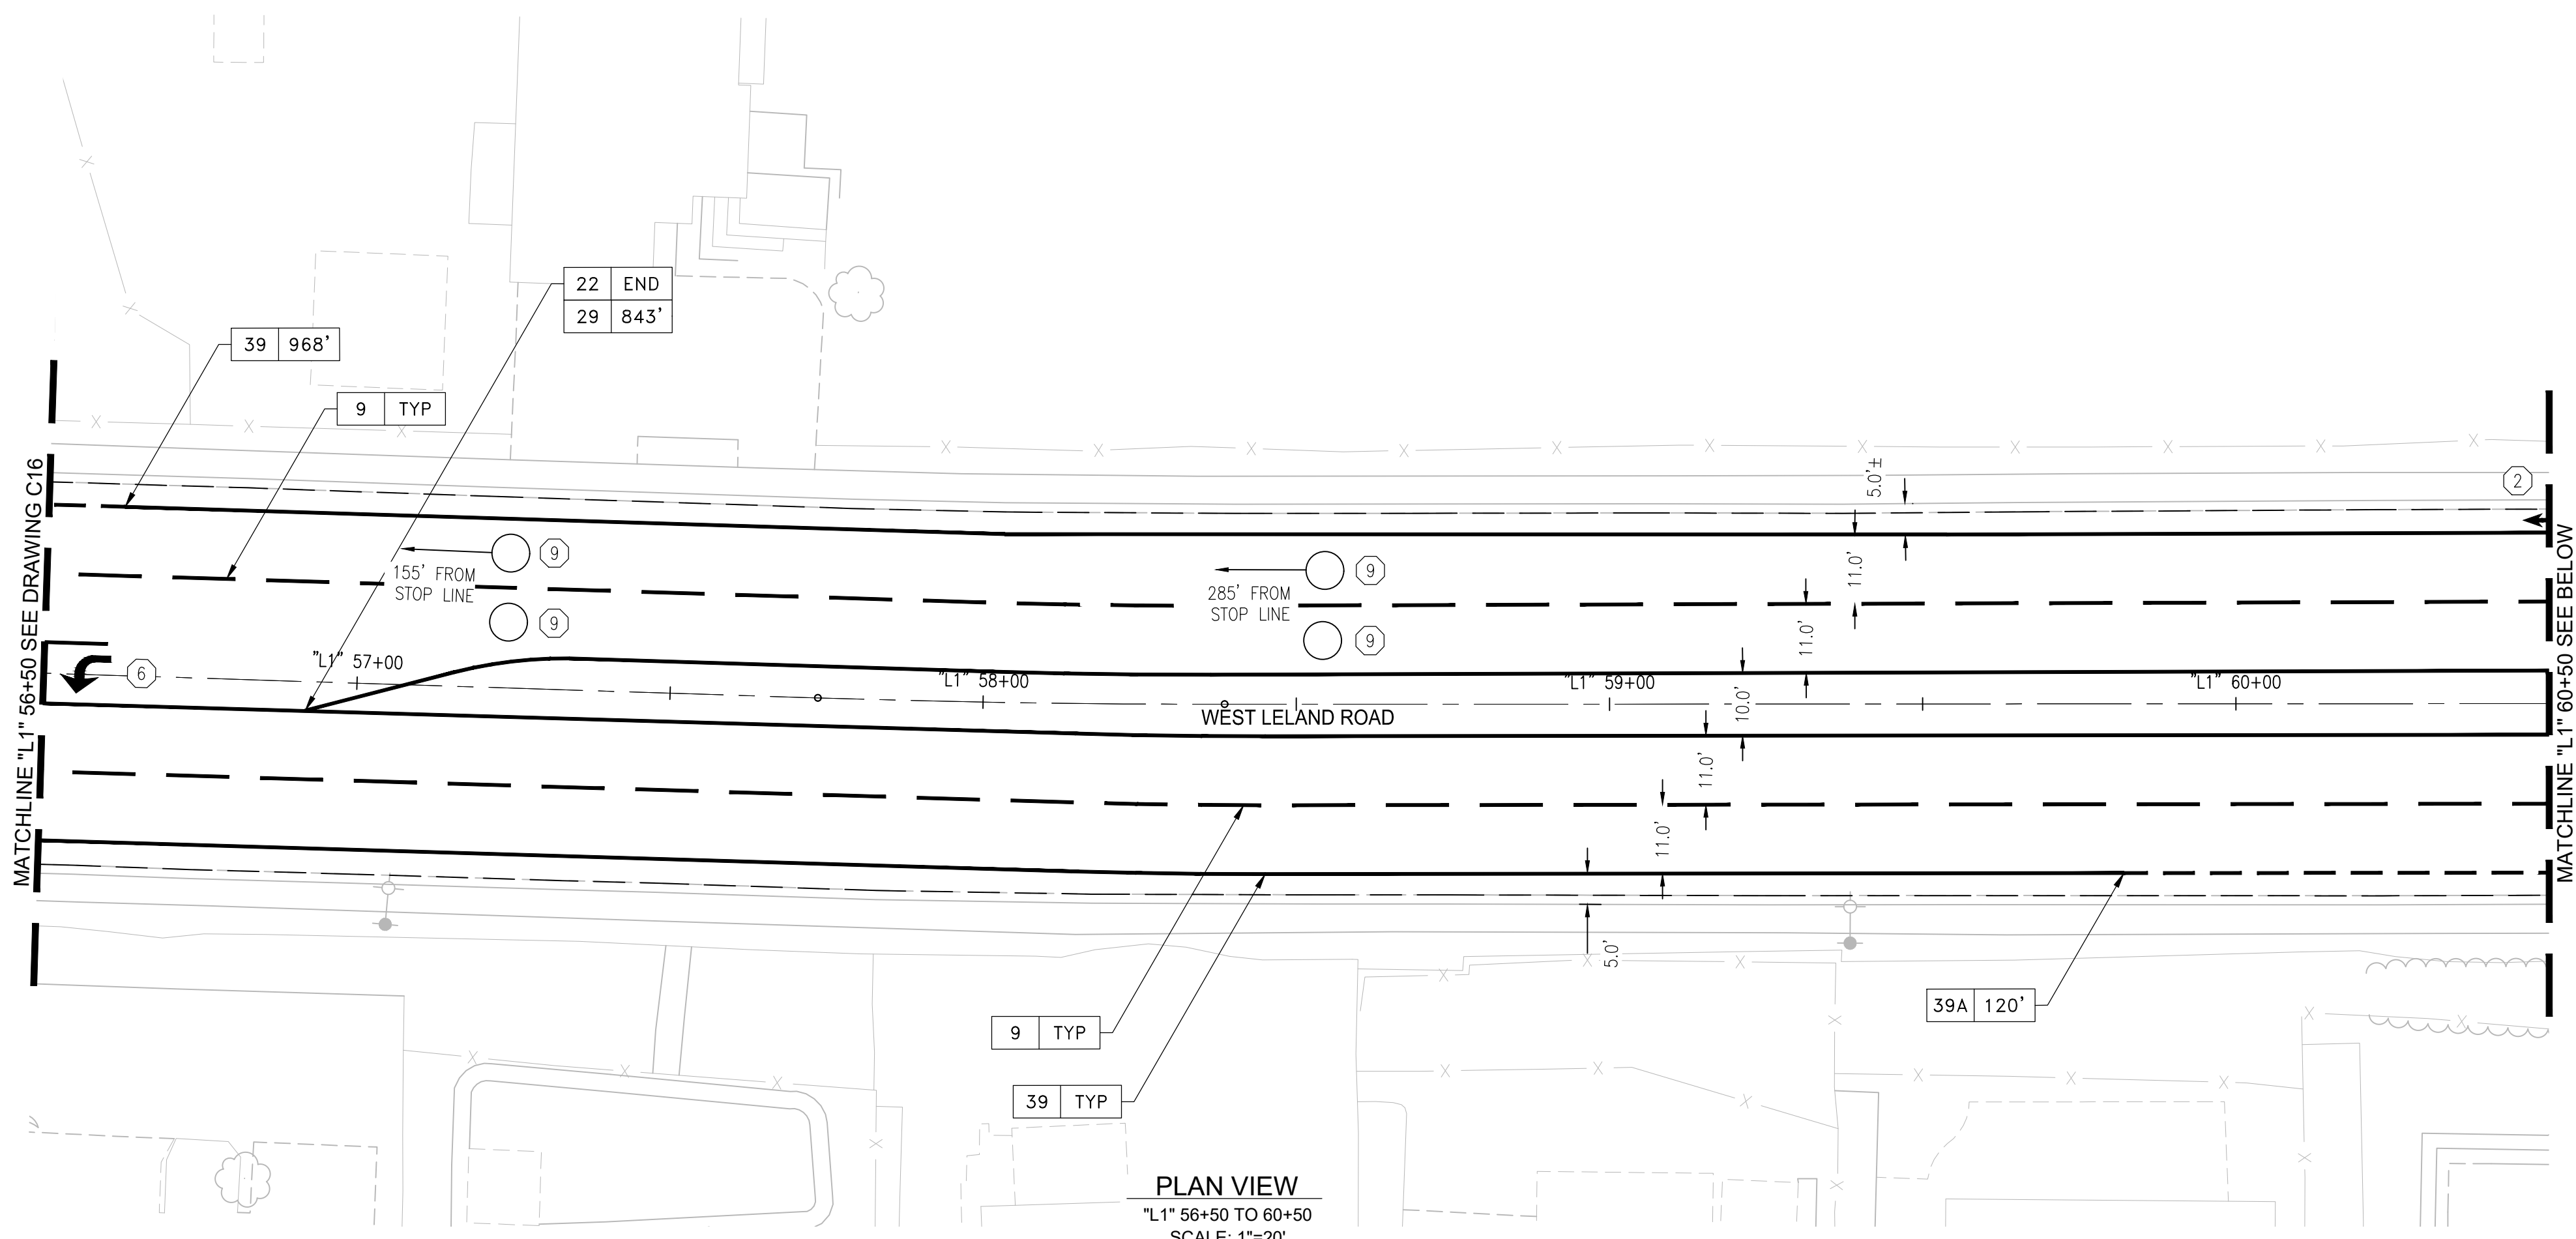 22 END
29 843'
39 968'
9 TYP
5.0'±
2
MATCHLINE "L1" 56+50 SEE DRAWING C16
MATCHLINE "L1" 60+50 SEE BELOW
9
155' FROM
STOP LINE
9
9
285' FROM
STOP LINE
9
11.0'
11.0'
6
"L1" 57+00
"L1" 58+00
"L1" 59+00
"L1" 60+00
10.0'
WEST LELAND ROAD
11.0'
11.0'
5.0'
9 TYP
39 TYP
39A 120'
PLAN VIEW
"L1" 56+50 TO 60+50
SCALE: 1"=20'